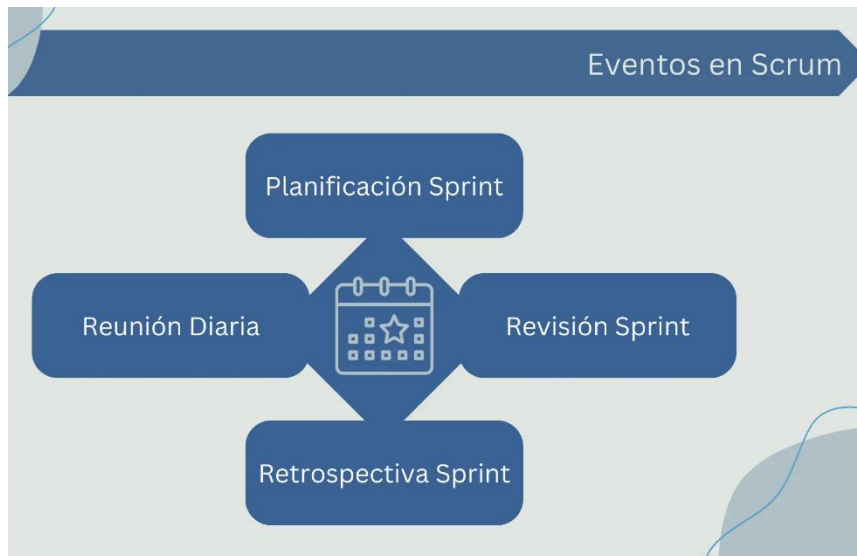 Eventos en Scrum
Planificación Sprint
Reunión Diaria
Revisión Sprint
Retrospectiva Sprint